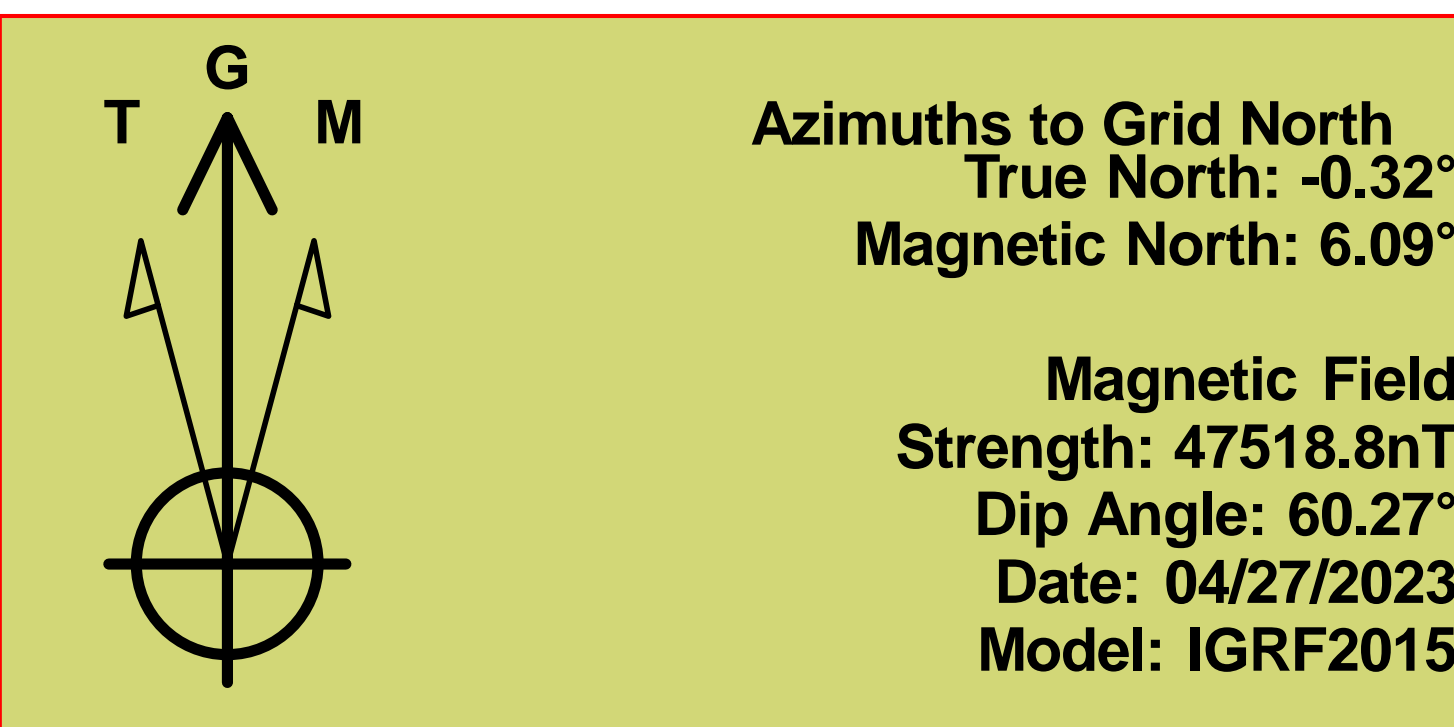 G
T M
Azimuths to Grid North
True North: -0.32°
Magnetic North: 6.09°
Magnetic Field
Strength: 47518.8nT
Dip Angle: 60.27°
Date: 04/27/2023
Model: IGRF2015